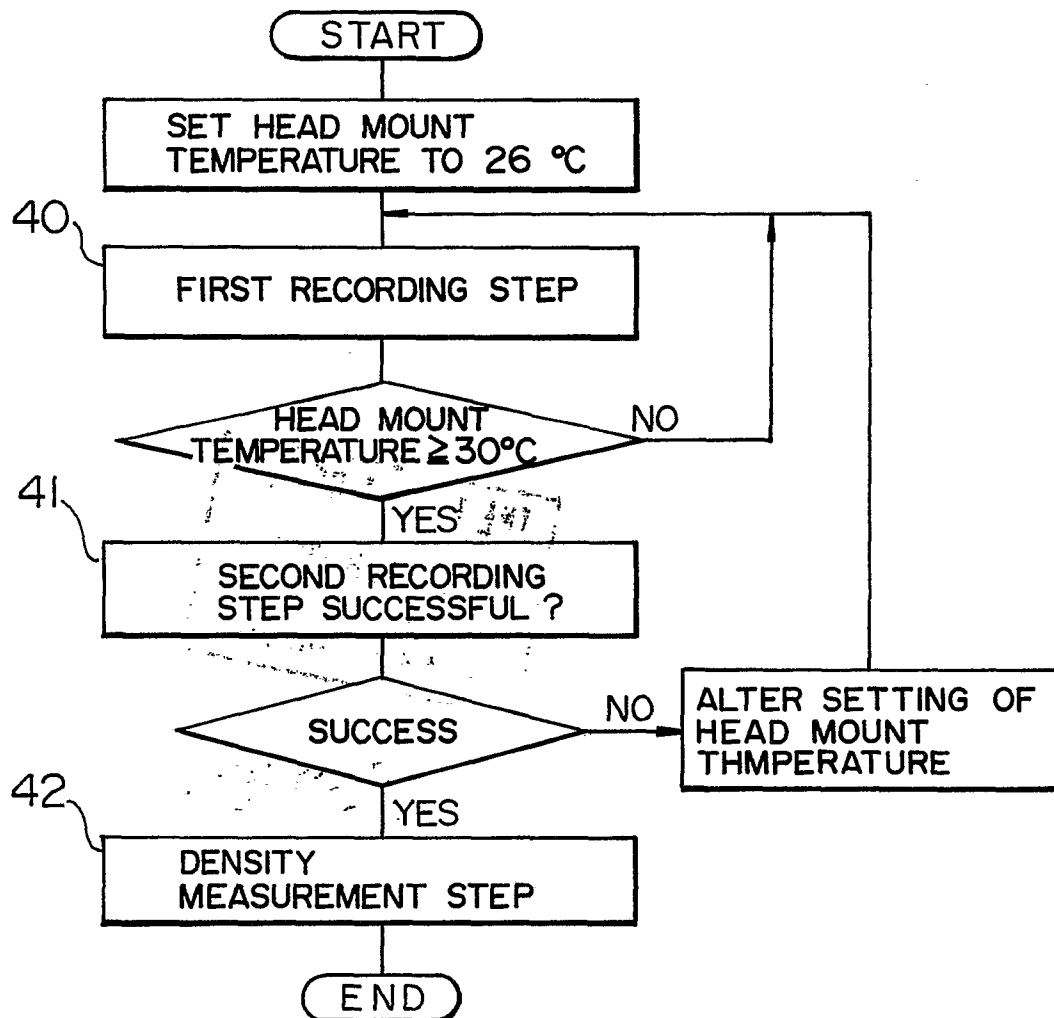 START
SET HEAD MOUNT
TEMPERATURE TO 26 °C
40
FIRST RECORDING STEP
HEAD MOUNT
TEMPERATURE ≧ 30°C
NO
41
YES
SECOND RECORDING
STEP SUCCESSFUL ?
SUCCESS
NO
ALTER SETTING OF
HEAD MOUNT
THMPERATURE
42
YES
DENSITY
MEASUREMENT STEP
END